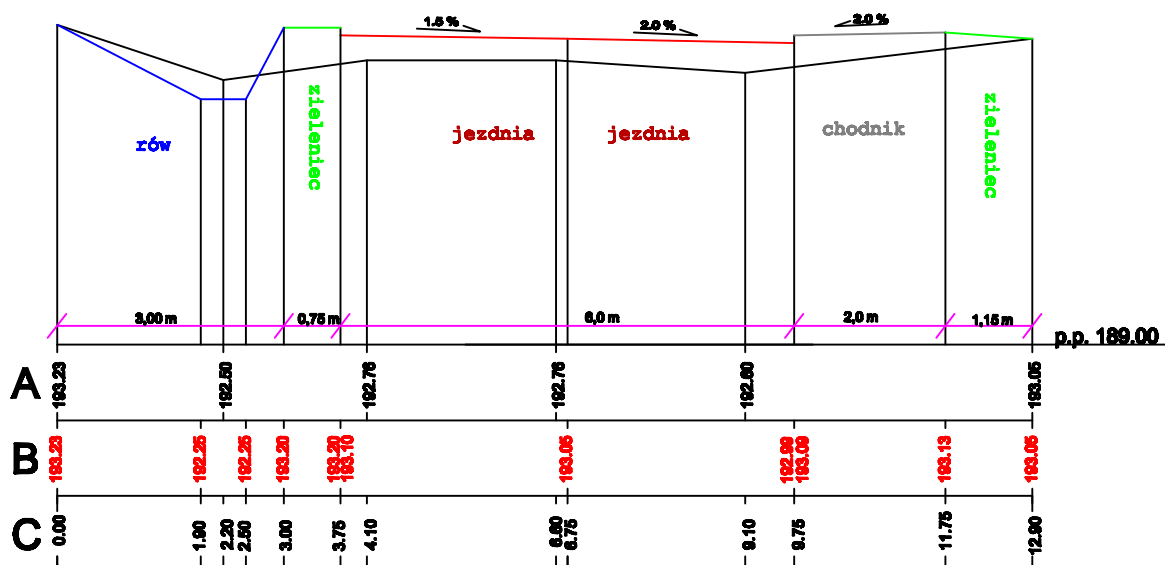 1.5 %
2.0 %
2.0 %
rów
zieleniec
jezdnia
jezdnia
chodnik
zieleniec
3,00 m
0,75 m
6,0 m
2,0 m
1,15 m
p.p. 189.00
A
193.23
192.50
192.76
192.76
192.60
193.05
B
193.23
192.25
192.25
193.20
193.20
193.10
193.05
192.99
193.09
193.13
193.05
C
0.00
1.90
2.20
2.50
3.00
3.75
4.10
6.60
6.75
9.10
9.75
11.75
12.90